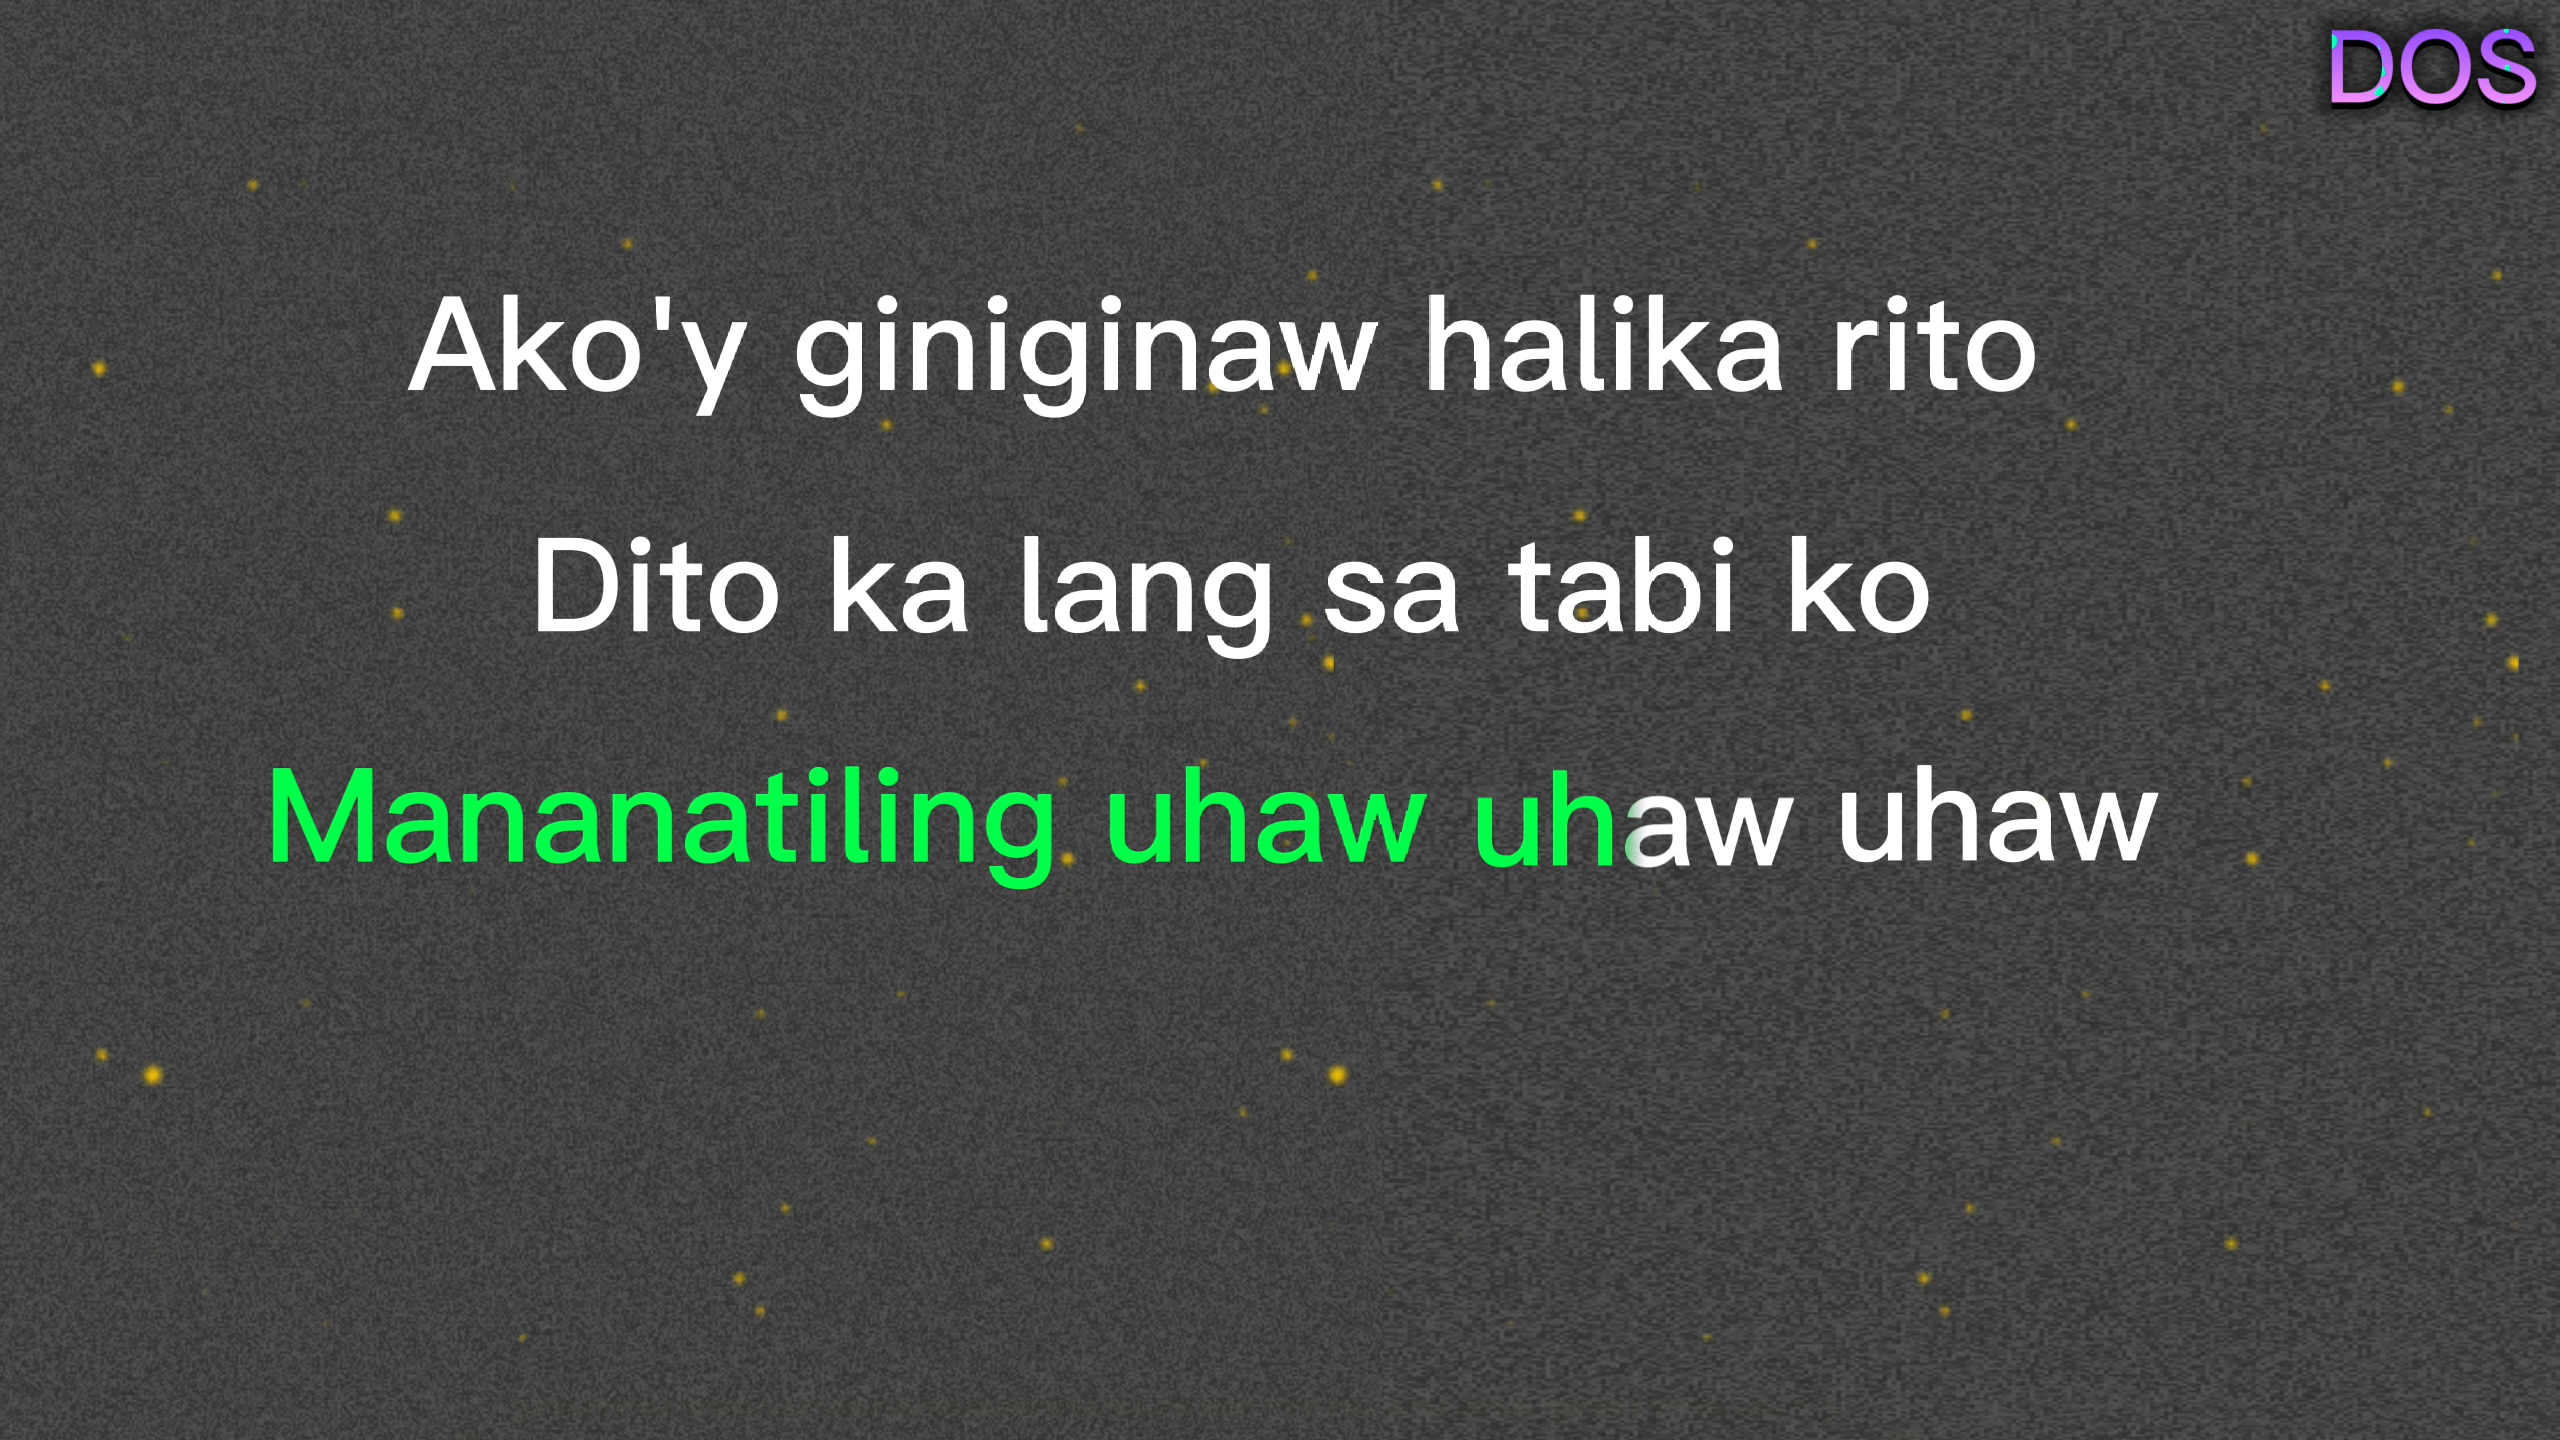 DOS
Ako'y giniginaw halika rito
Dito ka lang sa tabi ko
Mananatiling uhaw uhaw uhaw